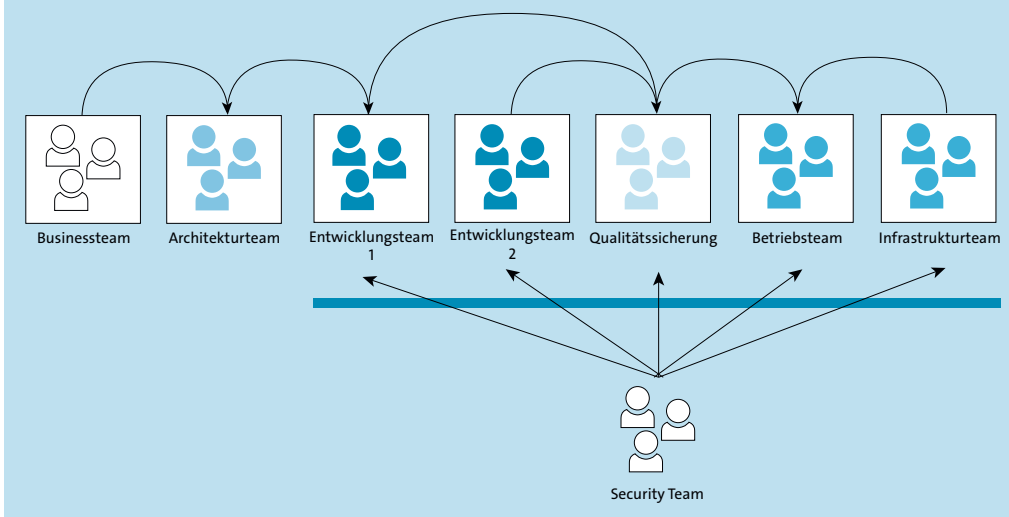 Businessteam
Architekturteam
Entwicklungsteam
1
Entwicklungsteam
2
Qualitätssicherung
Betriebsteam
Infrastrukturteam
Security Team